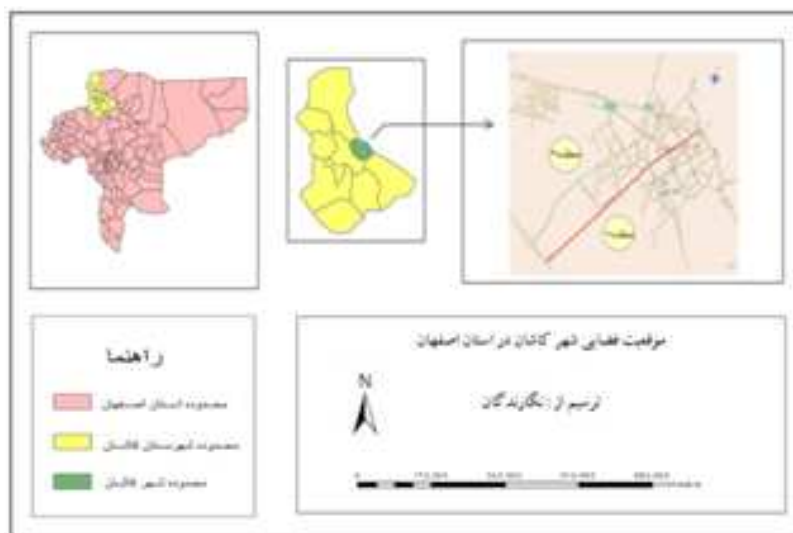 راهنما
محدوده استان اصفهان
محدوده شهرستان کاشان
محدوده شهر کاشان
موقعیت فضایی شهر کاشان در استان اصفهان
ترسیم از : نگارندگان
N
0